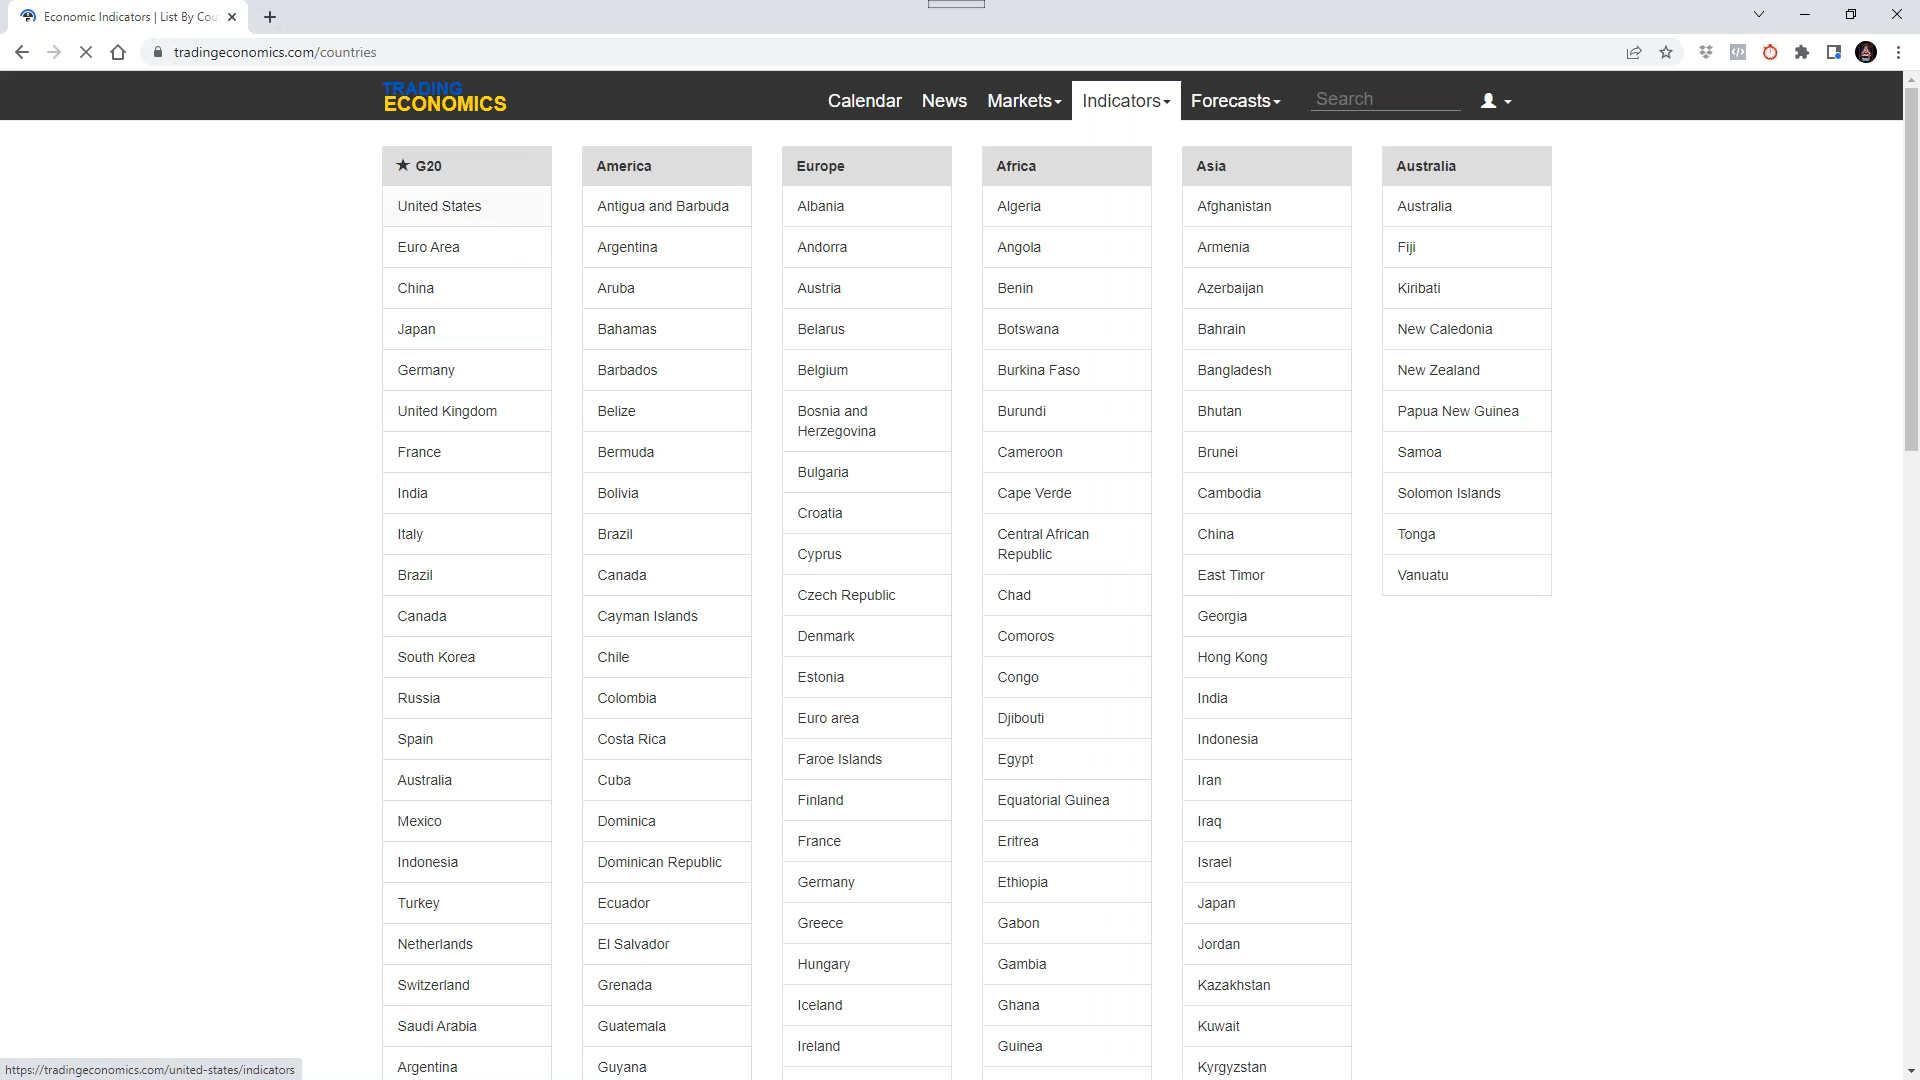 Economic Indicators | List By Cou
tradingeconomics.com/countries
TRADING
ECONOMICS
Calendar
News
Markets
Indicators
Forecasts
Search
★ G20
United States
Euro Area
China
Japan
Germany
United Kingdom
France
India
Italy
Brazil
Canada
South Korea
Russia
Spain
Australia
Mexico
Indonesia
Turkey
Netherlands
Switzerland
Saudi Arabia
Argentina
America
Antigua and Barbuda
Argentina
Aruba
Bahamas
Barbados
Belize
Bermuda
Bolivia
Brazil
Canada
Cayman Islands
Chile
Colombia
Costa Rica
Cuba
Dominica
Dominican Republic
Ecuador
El Salvador
Grenada
Guatemala
Guyana
Europe
Albania
Andorra
Austria
Belarus
Belgium
Bosnia and
Herzegovina
Bulgaria
Croatia
Cyprus
Czech Republic
Denmark
Estonia
Euro area
Faroe Islands
Finland
France
Germany
Greece
Hungary
Iceland
Ireland
Africa
Algeria
Angola
Benin
Botswana
Burkina Faso
Burundi
Cameroon
Cape Verde
Central African
Republic
Chad
Comoros
Congo
Djibouti
Egypt
Equatorial Guinea
Eritrea
Ethiopia
Gabon
Gambia
Ghana
Guinea
Asia
Afghanistan
Armenia
Azerbaijan
Bahrain
Bangladesh
Bhutan
Brunei
Cambodia
China
East Timor
Georgia
Hong Kong
India
Indonesia
Iran
Iraq
Israel
Japan
Jordan
Kazakhstan
Kuwait
Kyrgyzstan
Australia
Australia
Fiji
Kiribati
New Caledonia
New Zealand
Papua New Guinea
Samoa
Solomon Islands
Tonga
Vanuatu
https://tradingeconomics.com/united-states/indicators